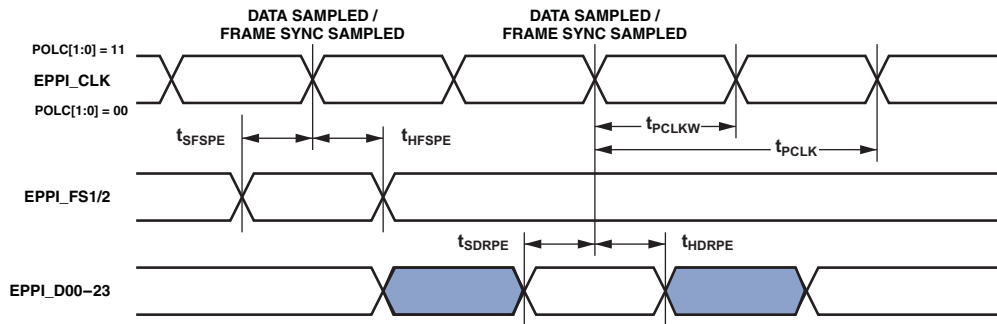 DATA SAMPLED /
FRAME SYNC SAMPLED
DATA SAMPLED /
FRAME SYNC SAMPLED
POLC[1:0] = 11
EPPI_CLK
POLC[1:0] = 00
tSFSPE
tHFSPE
tPCLKW
tPCLK
EPPI_FS1/2
tSDRPE
tHDRPE
EPPI_D00–23